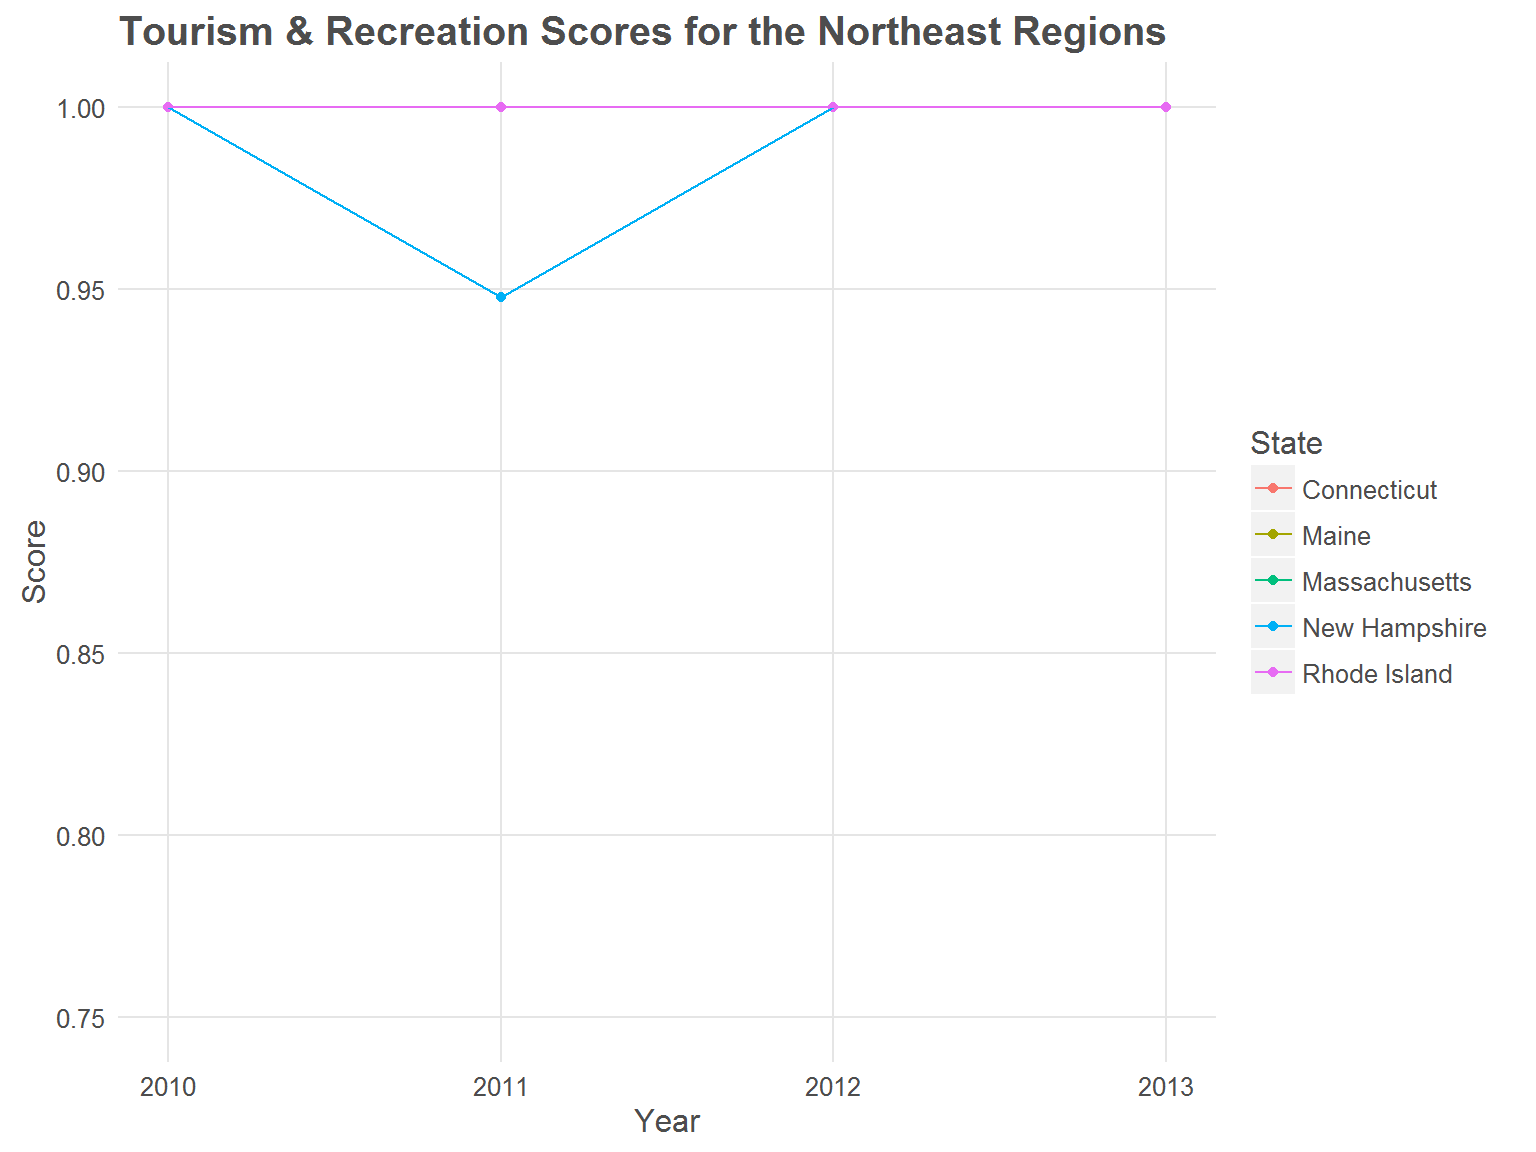 Tourism & Recreation Scores for the Northeast Regions
1.00
0.95
0.90
0.85
0.80
0.75
Score
2010 2011 2012 2013
Year
State
Connecticut
Maine
Massachusetts
New Hampshire
Rhode Island